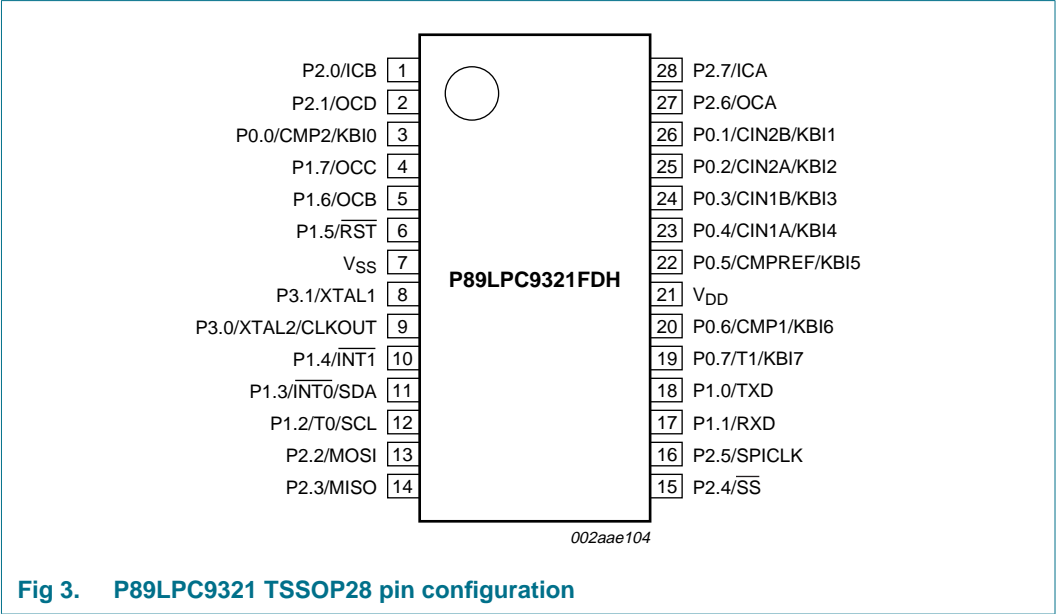 P2.0/ICB 1
P2.1/OCD 2
P0.0/CMP2/KBI0 3
P1.7/OCC 4
P1.6/OCB 5
P1.5/R̅S̅T̅ 6
VSS 7
P3.1/XTAL1 8
P3.0/XTAL2/CLKOUT 9
P1.4/I̅N̅T̅1̅ 10
P1.3/I̅N̅T̅0̅/SDA 11
P1.2/T0/SCL 12
P2.2/MOSI 13
P2.3/MISO 14
P89LPC9321FDH
28 P2.7/ICA
27 P2.6/OCA
26 P0.1/CIN2B/KBI1
25 P0.2/CIN2A/KBI2
24 P0.3/CIN1B/KBI3
23 P0.4/CIN1A/KBI4
22 P0.5/CMPREF/KBI5
21 VDD
20 P0.6/CMP1/KBI6
19 P0.7/T1/KBI7
18 P1.0/TXD
17 P1.1/RXD
16 P2.5/SPICLK
15 P2.4/S̅S̅
002aae104
Fig 3. P89LPC9321 TSSOP28 pin configuration